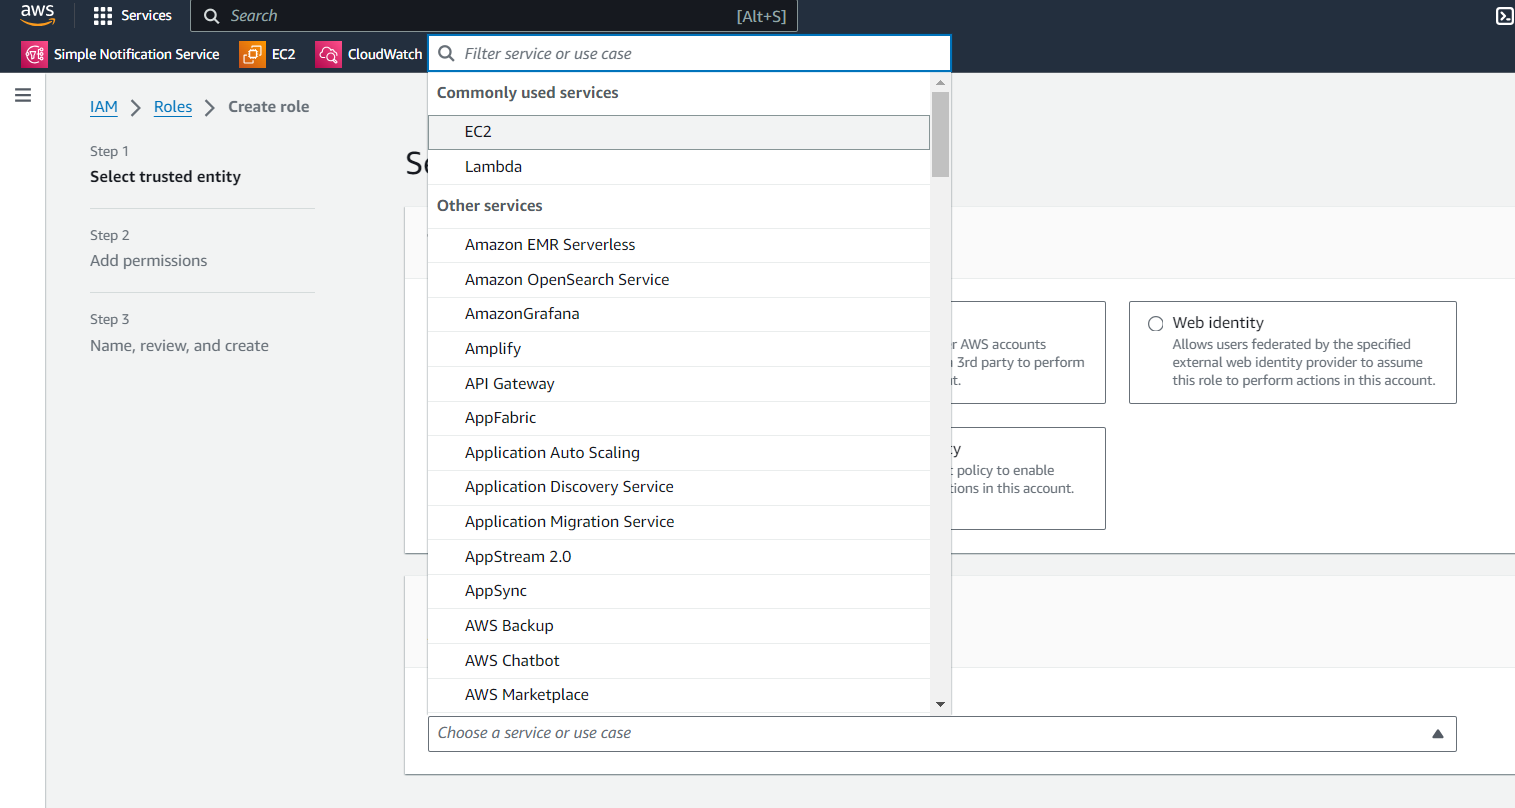 aws
Services
Search
[Alt+S]
Simple Notification Service
EC2
CloudWatch
Filter service or use case
IAM
Roles
Create role
Step 1
Select trusted entity
Step 2
Add permissions
Step 3
Name, review, and create
Commonly used services
EC2
Lambda
Other services
Amazon EMR Serverless
Amazon OpenSearch Service
AmazonGrafana
Amplify
API Gateway
AppFabric
Application Auto Scaling
Application Discovery Service
Application Migration Service
AppStream 2.0
AppSync
AWS Backup
AWS Chatbot
AWS Marketplace
Choose a service or use case
AWS accounts
3rd party to perform
Web identity
Allows users federated by the specified
external web identity provider to assume
this role to perform actions in this account.
policy to enable
in this account.